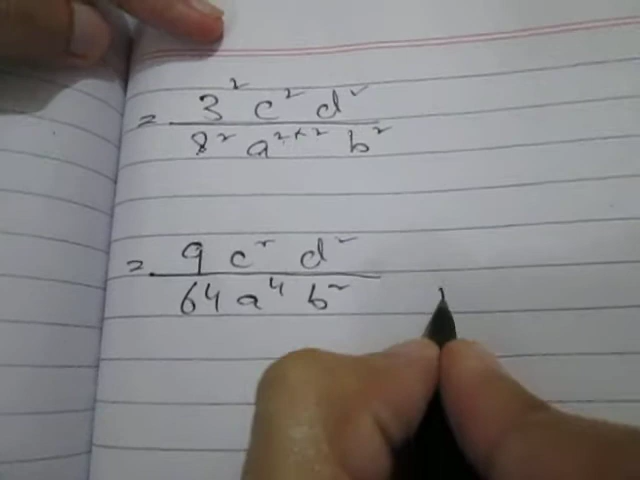 = 3² c² d² / 8² a²ˣ² b²
= 9 c² d² / 64 a⁴ b²